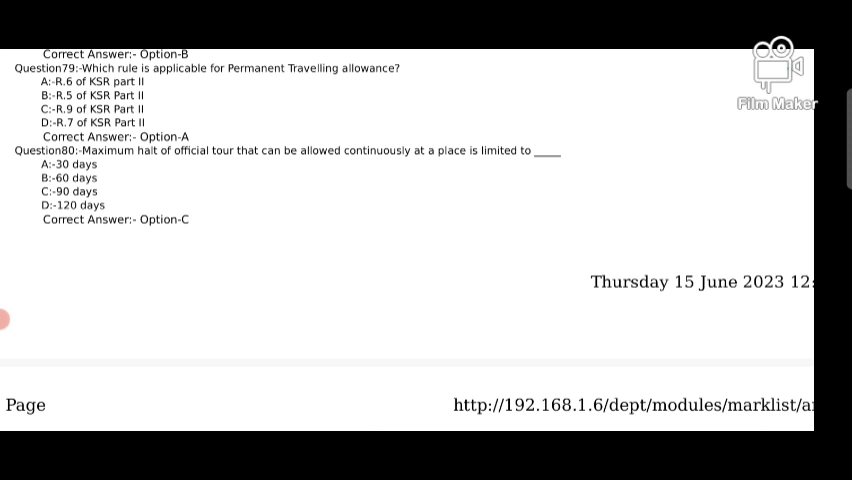 Correct Answer:- Option-B
Question79:-Which rule is applicable for Permanent Travelling allowance?
A:-R.6 of KSR part II
B:-R.5 of KSR Part II
C:-R.9 of KSR Part II
D:-R.7 of KSR Part II
Correct Answer:- Option-A
Question80:-Maximum halt of official tour that can be allowed continuously at a place is limited to _____
A:-30 days
B:-60 days
C:-90 days
D:-120 days
Correct Answer:- Option-C
Film Maker
Thursday 15 June 2023 12:
Page
http://192.168.1.6/dept/modules/marklist/a